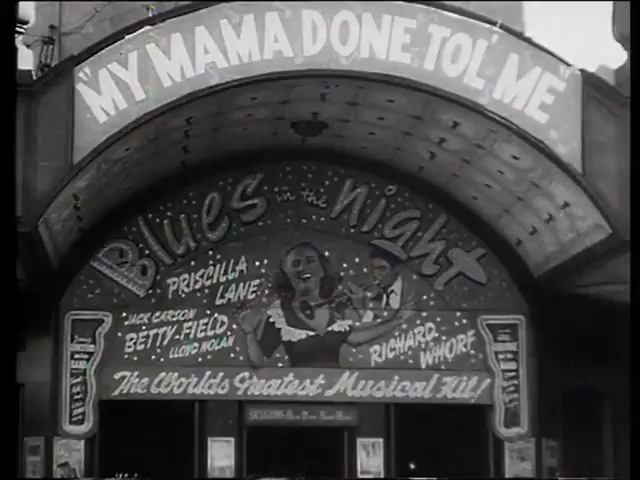 "MY MAMA DONE TOL' ME"
Blues in the Night
PRISCILLA
LANE
JACK CARSON
BETTY FIELD
LLOYD NOLAN
RICHARD
WHORF
The Worlds Greatest Musical Hit!
SESSIONS